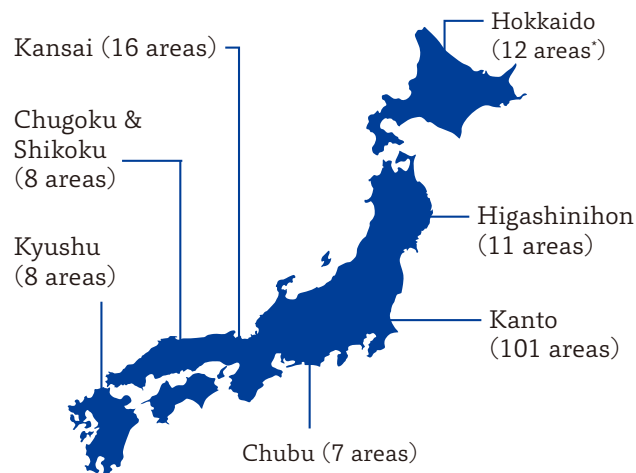 Hokkaido
(12 areas*)
Kansai (16 areas)
Chugoku &
Shikoku
(8 areas)
Higashinihon
(11 areas)
Kyushu
(8 areas)
Kanto
(101 areas)
Chubu (7 areas)